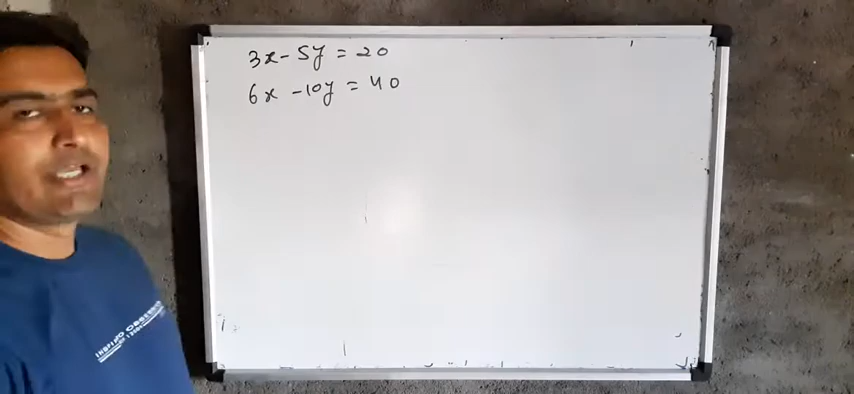 3x - 5y = 20
6x - 10y = 40